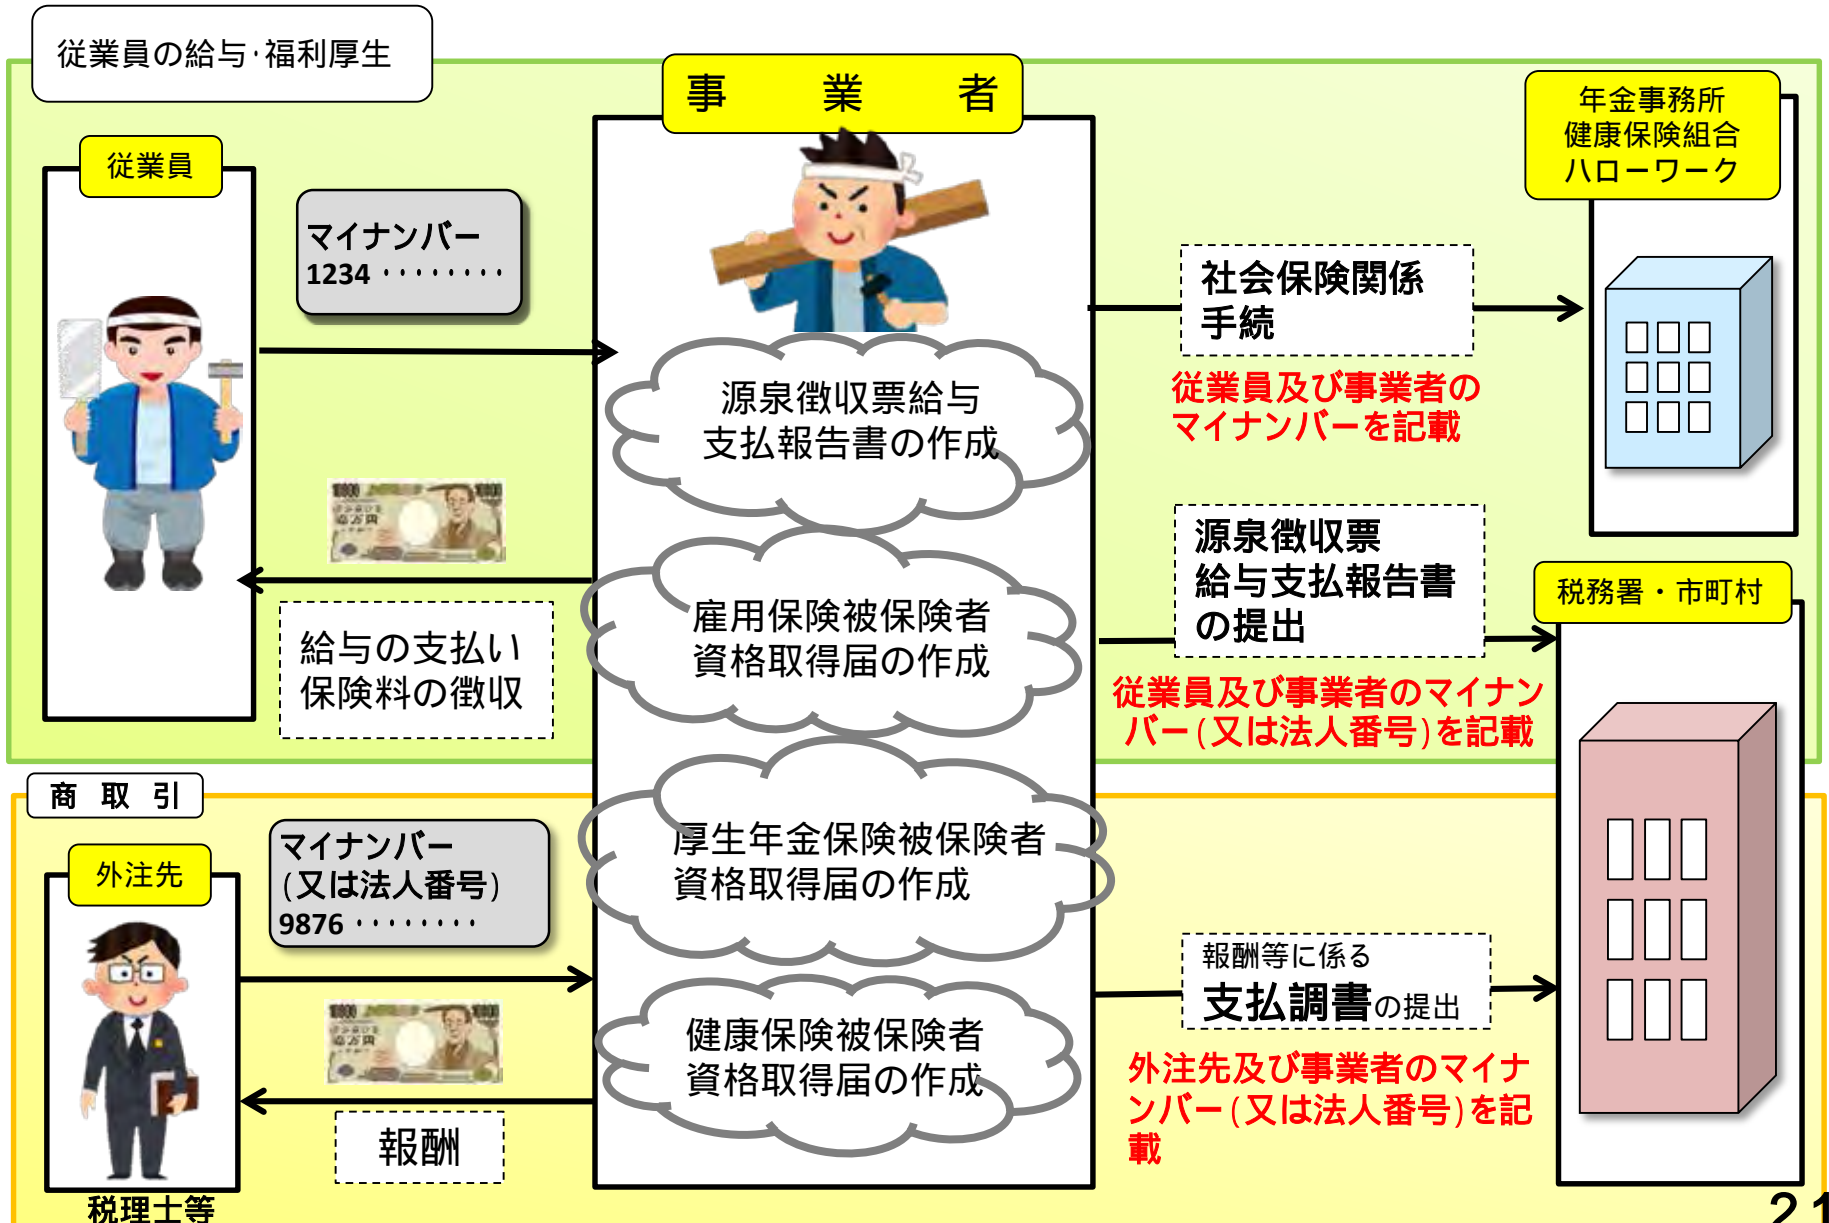 従業員の給与･福利厚生
事業者
年金事務所
健康保険組合
ハローワーク
従業員
マイナンバー
1234 ････････
社会保険関係
手続
従業員及び事業者の
マイナンバーを記載
源泉徴収票給与
支払報告書の作成
源泉徴収票
給与支払報告書
の提出
税務署・市町村
雇用保険被保険者
資格取得届の作成
給与の支払い
保険料の徴収
従業員及び事業者のマイナン
バー(又は法人番号)を記載
商取引
外注先
マイナンバー
(又は法人番号)
9876 ････････
厚生年金保険被保険者
資格取得届の作成
報酬等に係る
支払調書の提出
健康保険被保険者
資格取得届の作成
外注先及び事業者のマイナ
ンバー(又は法人番号)を記
載
報酬
税理士等
21